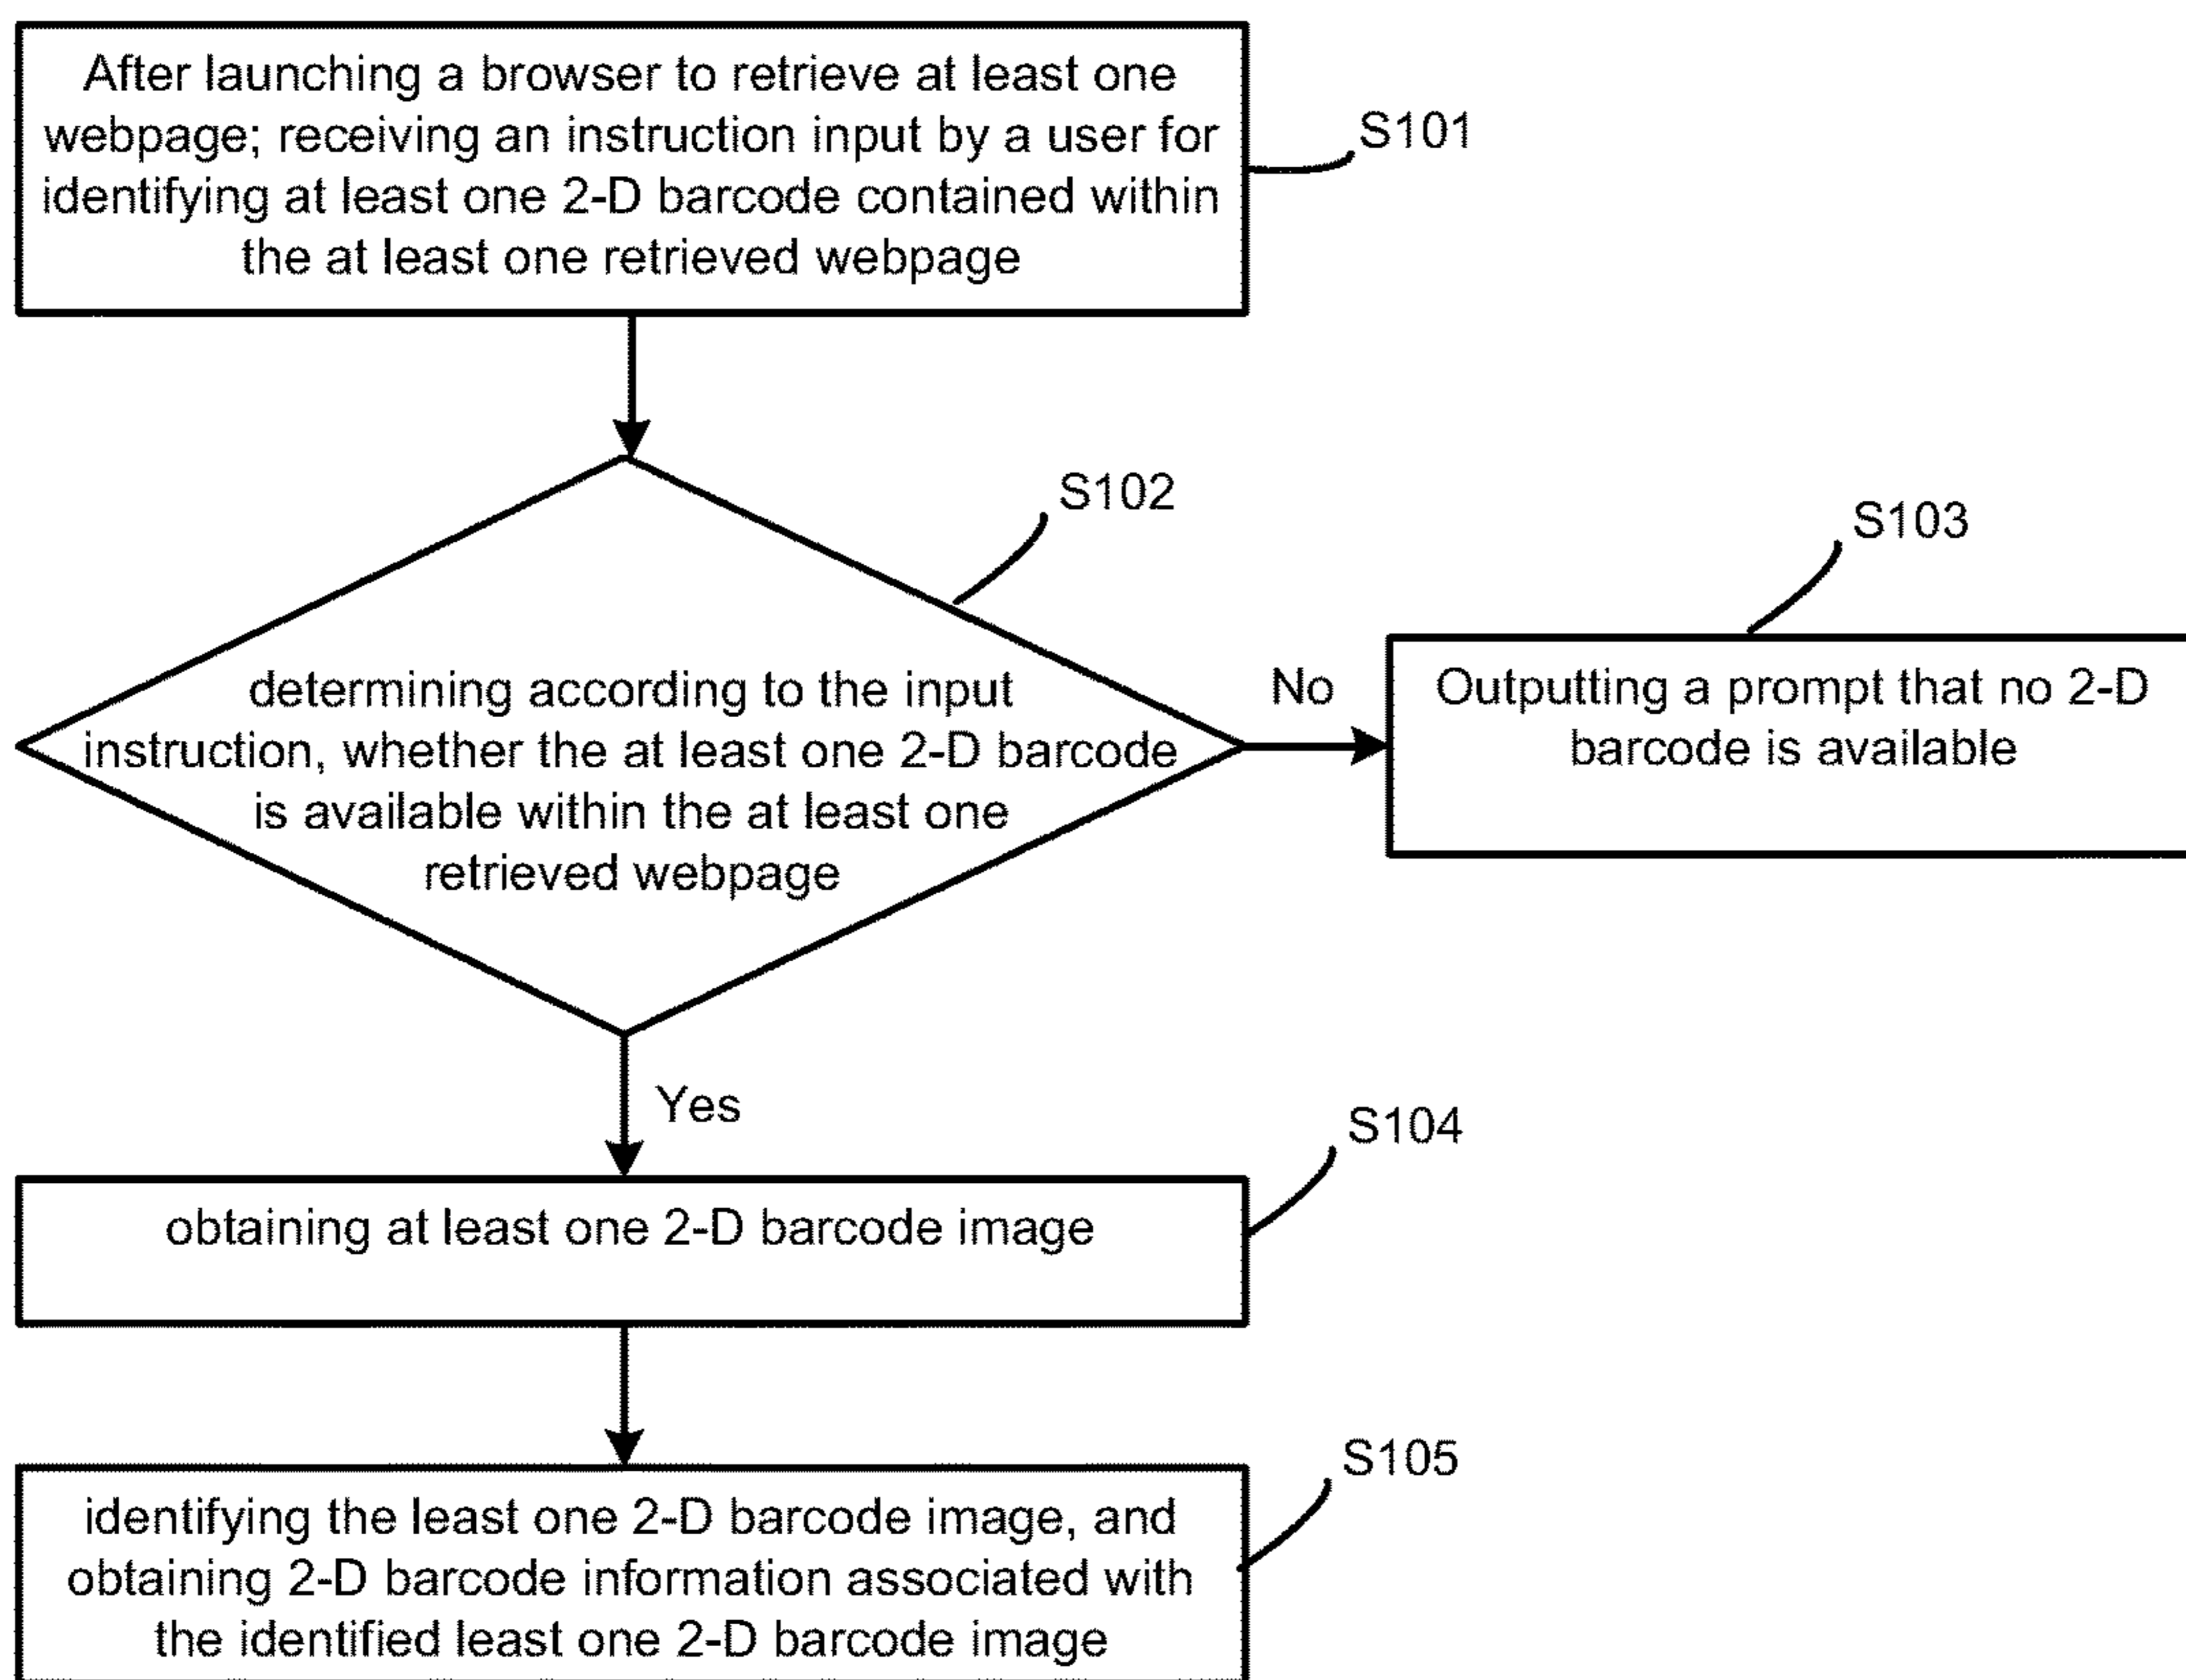 After launching a browser to retrieve at least one
webpage; receiving an instruction input by a user for
identifying at least one 2-D barcode contained within
the at least one retrieved webpage
S101
S102
determining according to the input
instruction, whether the at least one 2-D barcode
is available within the at least one
retrieved webpage
No
S103
Outputting a prompt that no 2-D
barcode is available
Yes
S104
obtaining at least one 2-D barcode image
S105
identifying the least one 2-D barcode image, and
obtaining 2-D barcode information associated with
the identified least one 2-D barcode image